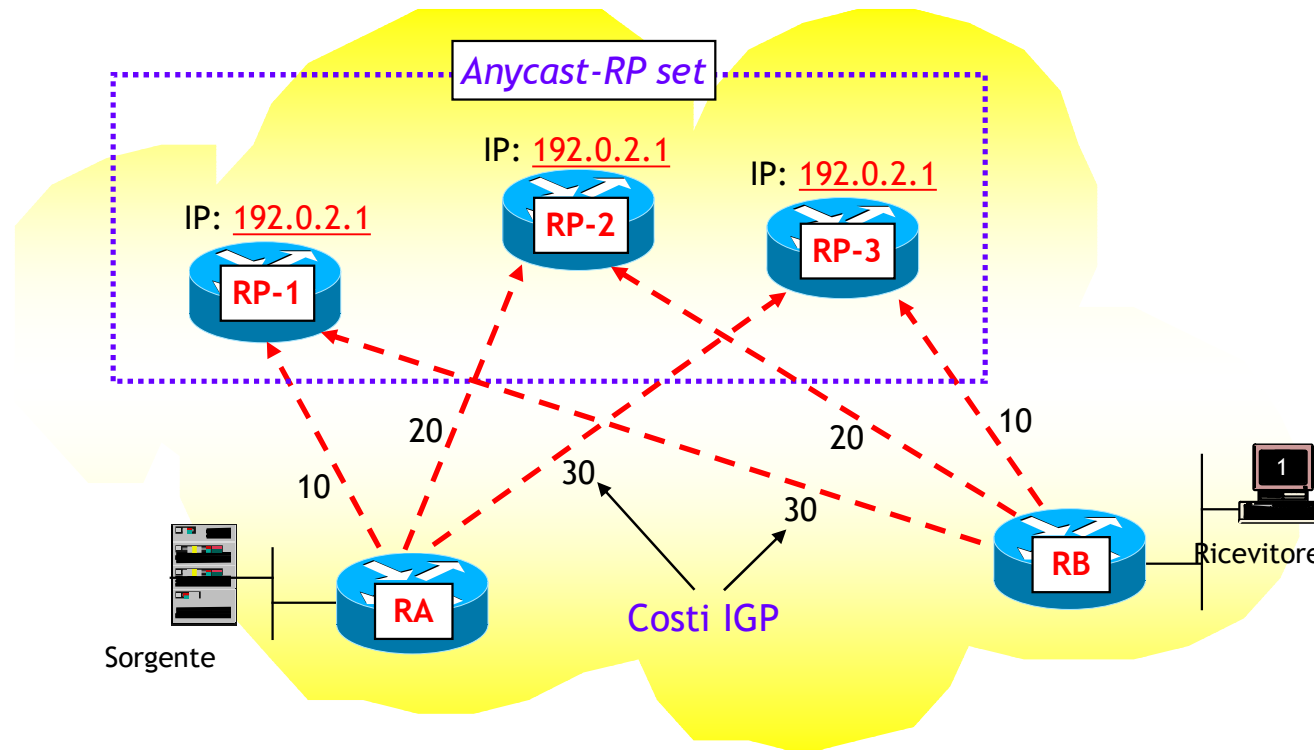 Anycast-RP set
IP: 192.0.2.1
IP: 192.0.2.1
IP: 192.0.2.1
RP-1
RP-2
RP-3
10
20
30
30
20
10
1
RA
RB
Ricevitore
Costi IGP
Sorgente